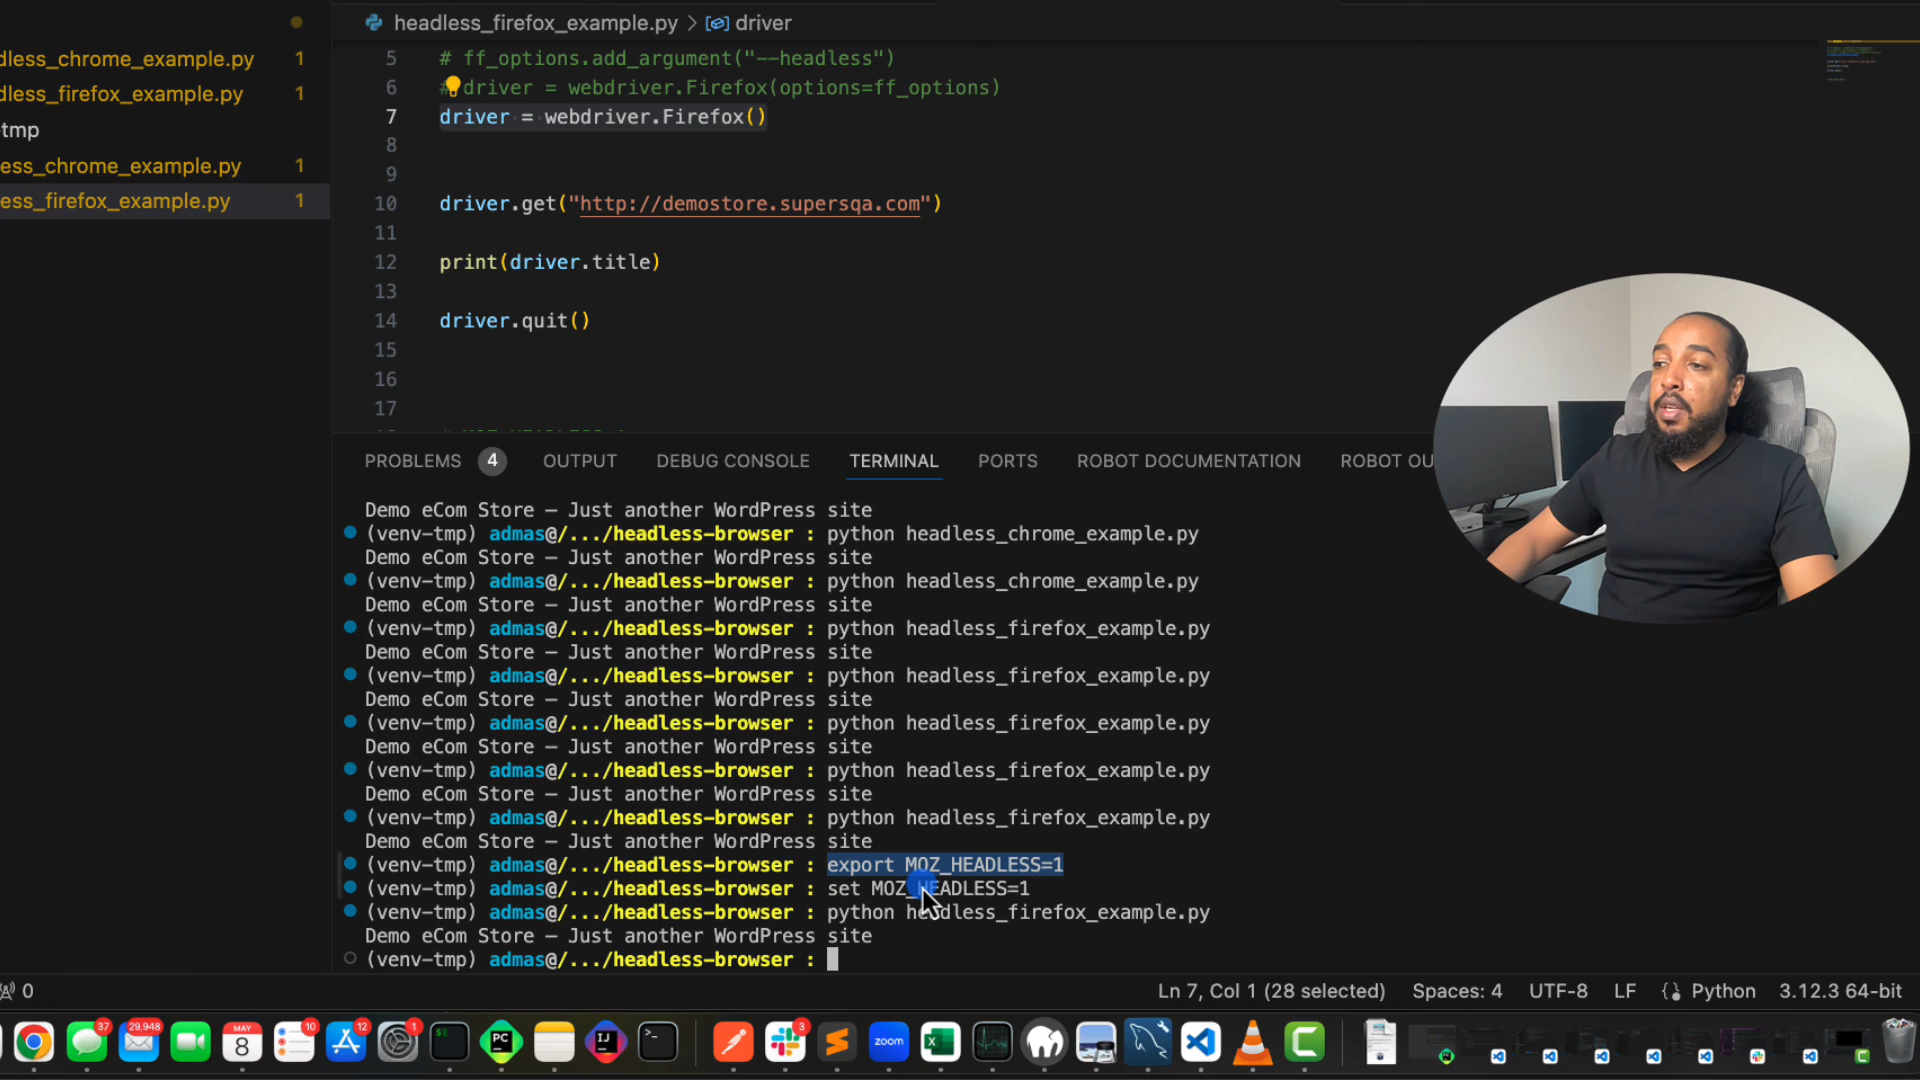 headless_firefox_example.py > driver
dless_chrome_example.py 1
dless_firefox_example.py 1
tmp
ess_chrome_example.py 1
ess_firefox_example.py 1
5 # ff_options.add_argument("--headless")
6 # driver = webdriver.Firefox(options=ff_options)
7 driver = webdriver.Firefox()
8
9
10 driver.get("http://demostore.supersqa.com")
11
12 print(driver.title)
13
14 driver.quit()
15
16
17
PROBLEMS 4 OUTPUT DEBUG CONSOLE TERMINAL PORTS ROBOT DOCUMENTATION ROBOT OU
Demo eCom Store – Just another WordPress site
(venv-tmp) admas@/.../headless-browser : python headless_chrome_example.py
Demo eCom Store – Just another WordPress site
(venv-tmp) admas@/.../headless-browser : python headless_chrome_example.py
Demo eCom Store – Just another WordPress site
(venv-tmp) admas@/.../headless-browser : python headless_firefox_example.py
Demo eCom Store – Just another WordPress site
(venv-tmp) admas@/.../headless-browser : python headless_firefox_example.py
Demo eCom Store – Just another WordPress site
(venv-tmp) admas@/.../headless-browser : python headless_firefox_example.py
Demo eCom Store – Just another WordPress site
(venv-tmp) admas@/.../headless-browser : python headless_firefox_example.py
Demo eCom Store – Just another WordPress site
(venv-tmp) admas@/.../headless-browser : python headless_firefox_example.py
Demo eCom Store – Just another WordPress site
(venv-tmp) admas@/.../headless-browser : export MOZ_HEADLESS=1
(venv-tmp) admas@/.../headless-browser : set MOZ_HEADLESS=1
(venv-tmp) admas@/.../headless-browser : python headless_firefox_example.py
Demo eCom Store – Just another WordPress site
(venv-tmp) admas@/.../headless-browser :
0 Ln 7, Col 1 (28 selected) Spaces: 4 UTF-8 LF Python 3.12.3 64-bit
37 29,948 MAY 8 10 12 1 PC IJ 3 zoom